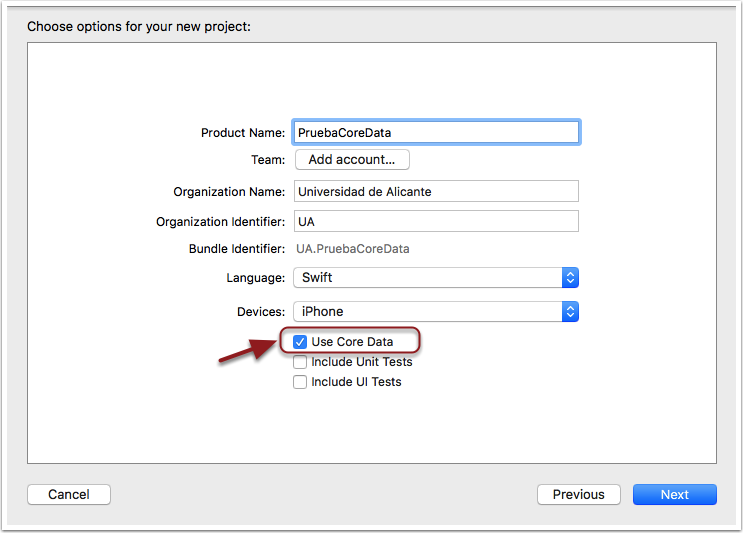 Choose options for your new project:
Product Name: PruebaCoreData
Team: Add account...
Organization Name: Universidad de Alicante
Organization Identifier: UA
Bundle Identifier: UA.PruebaCoreData
Language: Swift
Devices: iPhone
Use Core Data
Include Unit Tests
Include UI Tests
Cancel Previous Next